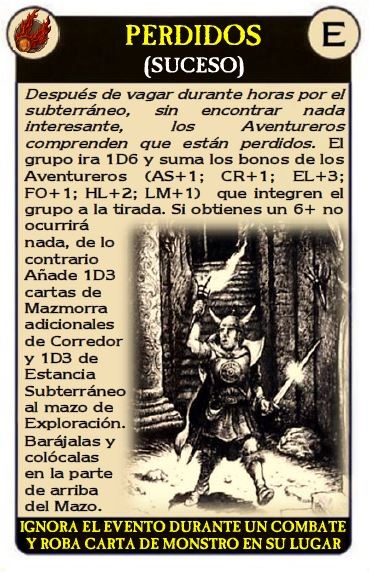 PERDIDOS
E
(SUCESO)
Después de vagar durante horas por el
subterráneo, sin encontrar nada
interesante, los Aventureros
comprenden que están perdidos. El
grupo ira 1D6 y suma los bonos de los
Aventureros (AS+1; CR+1; EL+3;
FO+1; HL+2; LM+1) que integren el
grupo a la tirada. Si obtienes un 6+ no
ocurrirá
nada, de lo
contrario
Añade 1D3
cartas de
Mazmorra
adicionales
de Corredor
y 1D3 de
Estancia
Subterráneo
al mazo de
Exploración.
Barájalas y
colócalas
en la parte
de arriba
del Mazo.
IGNORA EL EVENTO DURANTE UN COMBATE
Y ROBA CARTA DE MONSTRO EN SU LUGAR